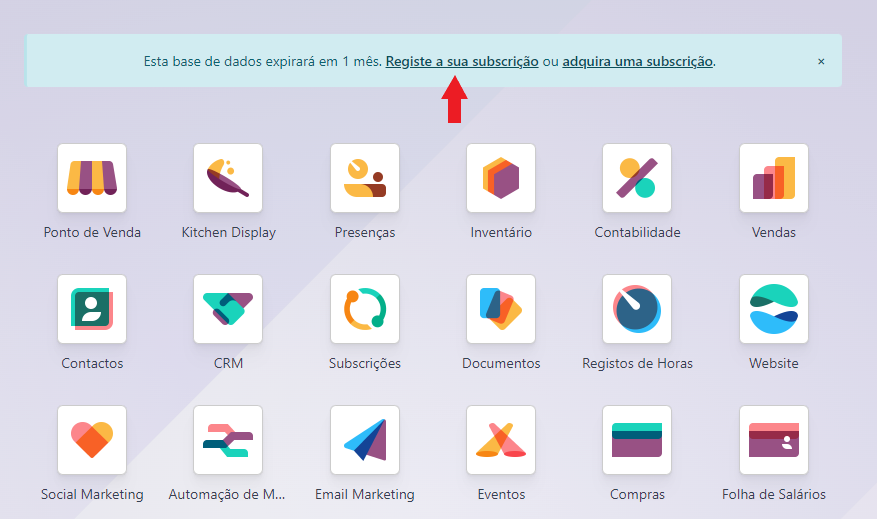 Esta base de dados expirará em 1 mês. Registe a sua subscrição ou adquira uma subscrição. ×
Ponto de Venda Kitchen Display Presenças Inventário Contabilidade Vendas
Contactos CRM Subscrições Documentos Registos de Horas Website
Social Marketing Automação de M... Email Marketing Eventos Compras Folha de Salários